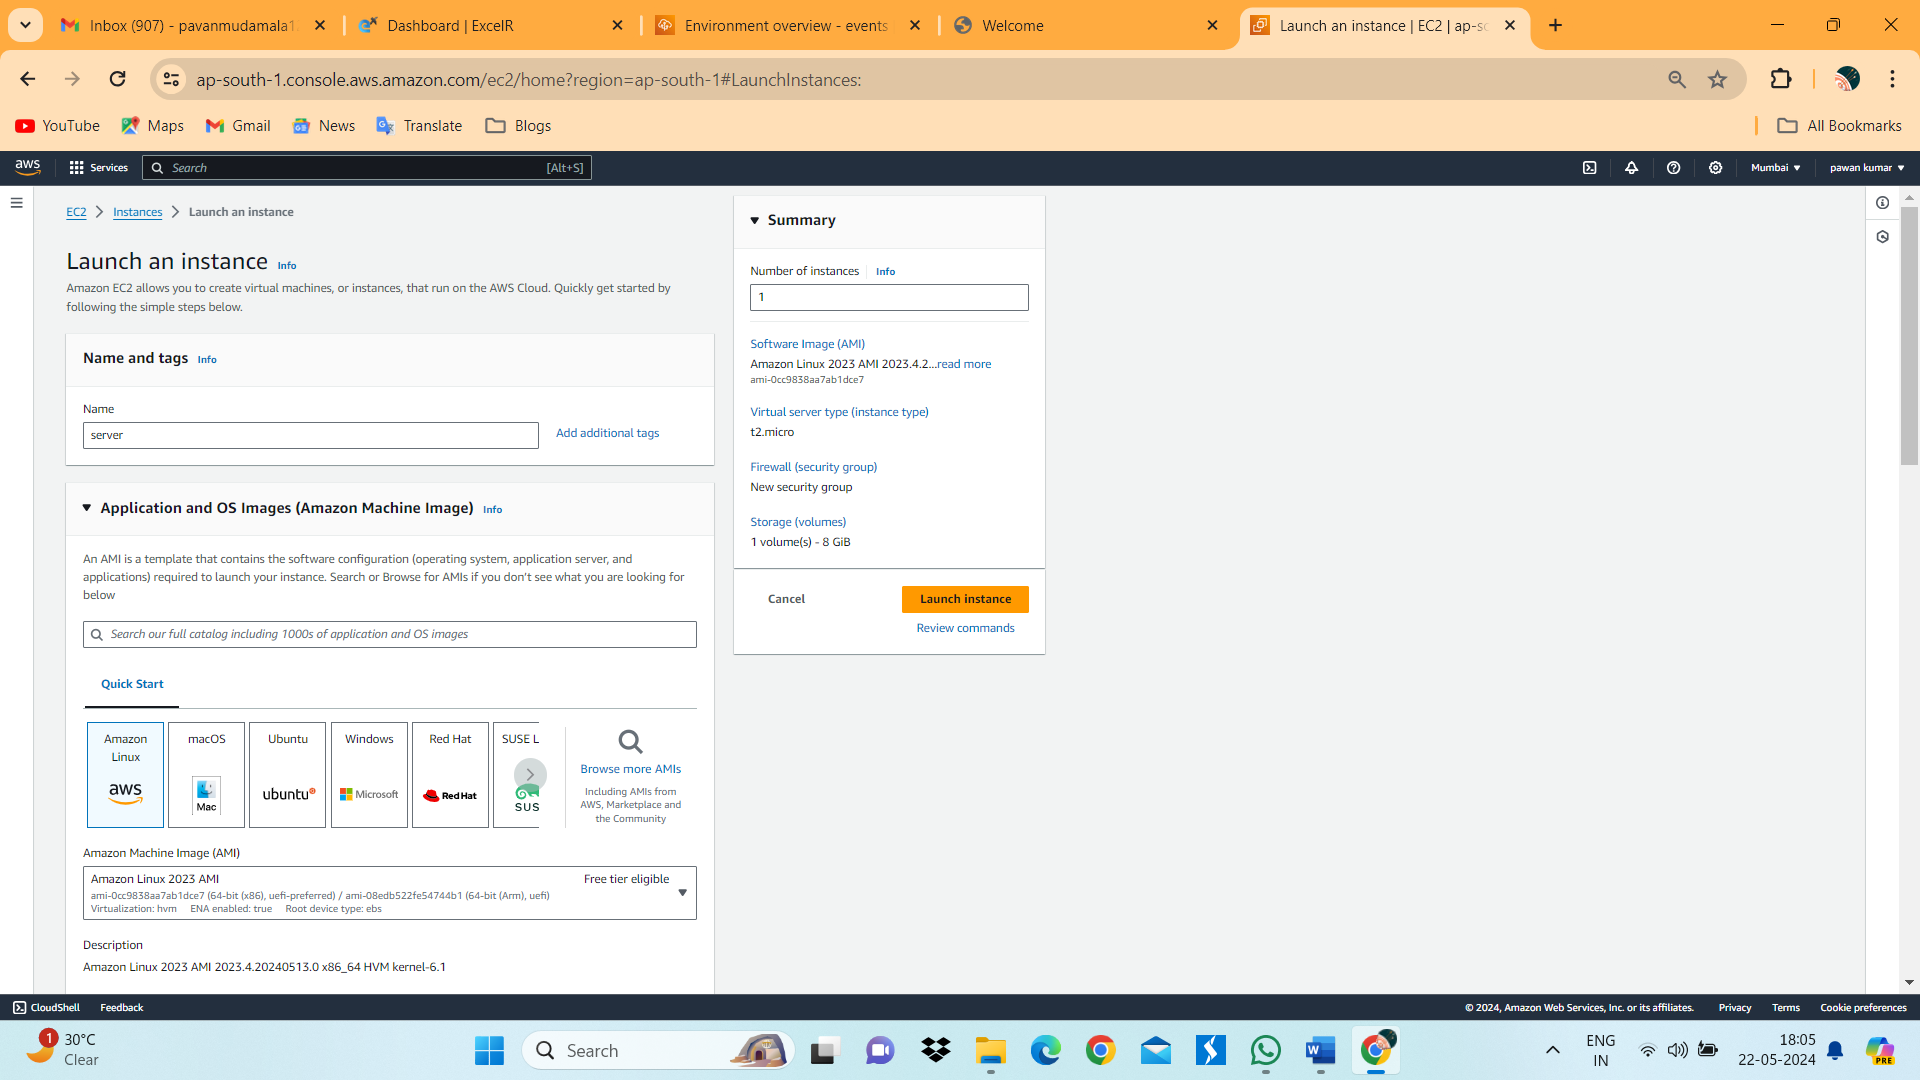 Inbox (907) - pavanmudamala1
Dashboard | ExcelR
Environment overview - events
Welcome
Launch an instance | EC2 | ap-so
ap-south-1.console.aws.amazon.com/ec2/home?region=ap-south-1#LaunchInstances:
YouTube
Maps
Gmail
News
Translate
Blogs
All Bookmarks
aws
Services
Search
[Alt+S]
Mumbai
pawan kumar
EC2 > Instances > Launch an instance
Launch an instance Info
Amazon EC2 allows you to create virtual machines, or instances, that run on the AWS Cloud. Quickly get started by
following the simple steps below.
Name and tags Info
Name
server
Add additional tags
Application and OS Images (Amazon Machine Image) Info
An AMI is a template that contains the software configuration (operating system, application server, and
applications) required to launch your instance. Search or Browse for AMIs if you don't see what you are looking for
below
Search our full catalog including 1000s of application and OS images
Quick Start
Amazon
Linux
aws
macOS
Mac
Ubuntu
ubuntu
Windows
Microsoft
Red Hat
Red Hat
SUSE L
SUS
Browse more AMIs
Including AMIs from
AWS, Marketplace and
the Community
Amazon Machine Image (AMI)
Amazon Linux 2023 AMI
Free tier eligible
ami-0cc9838aa7ab1dce7 (64-bit (x86), uefi-preferred) / ami-08edb522fe54744b1 (64-bit (Arm), uefi)
Virtualization: hvm ENA enabled: true Root device type: ebs
Description
Amazon Linux 2023 AMI 2023.4.20240513.0 x86_64 HVM kernel-6.1
Summary
Number of instances Info
1
Software Image (AMI)
Amazon Linux 2023 AMI 2023.4.2...read more
ami-0cc9838aa7ab1dce7
Virtual server type (instance type)
t2.micro
Firewall (security group)
New security group
Storage (volumes)
1 volume(s) - 8 GiB
Cancel
Launch instance
Review commands
CloudShell
Feedback
© 2024, Amazon Web Services, Inc. or its affiliates.
Privacy
Terms
Cookie preferences
1
30°C
Clear
Search
W
ENG
IN
18:05
22-05-2024
PRE